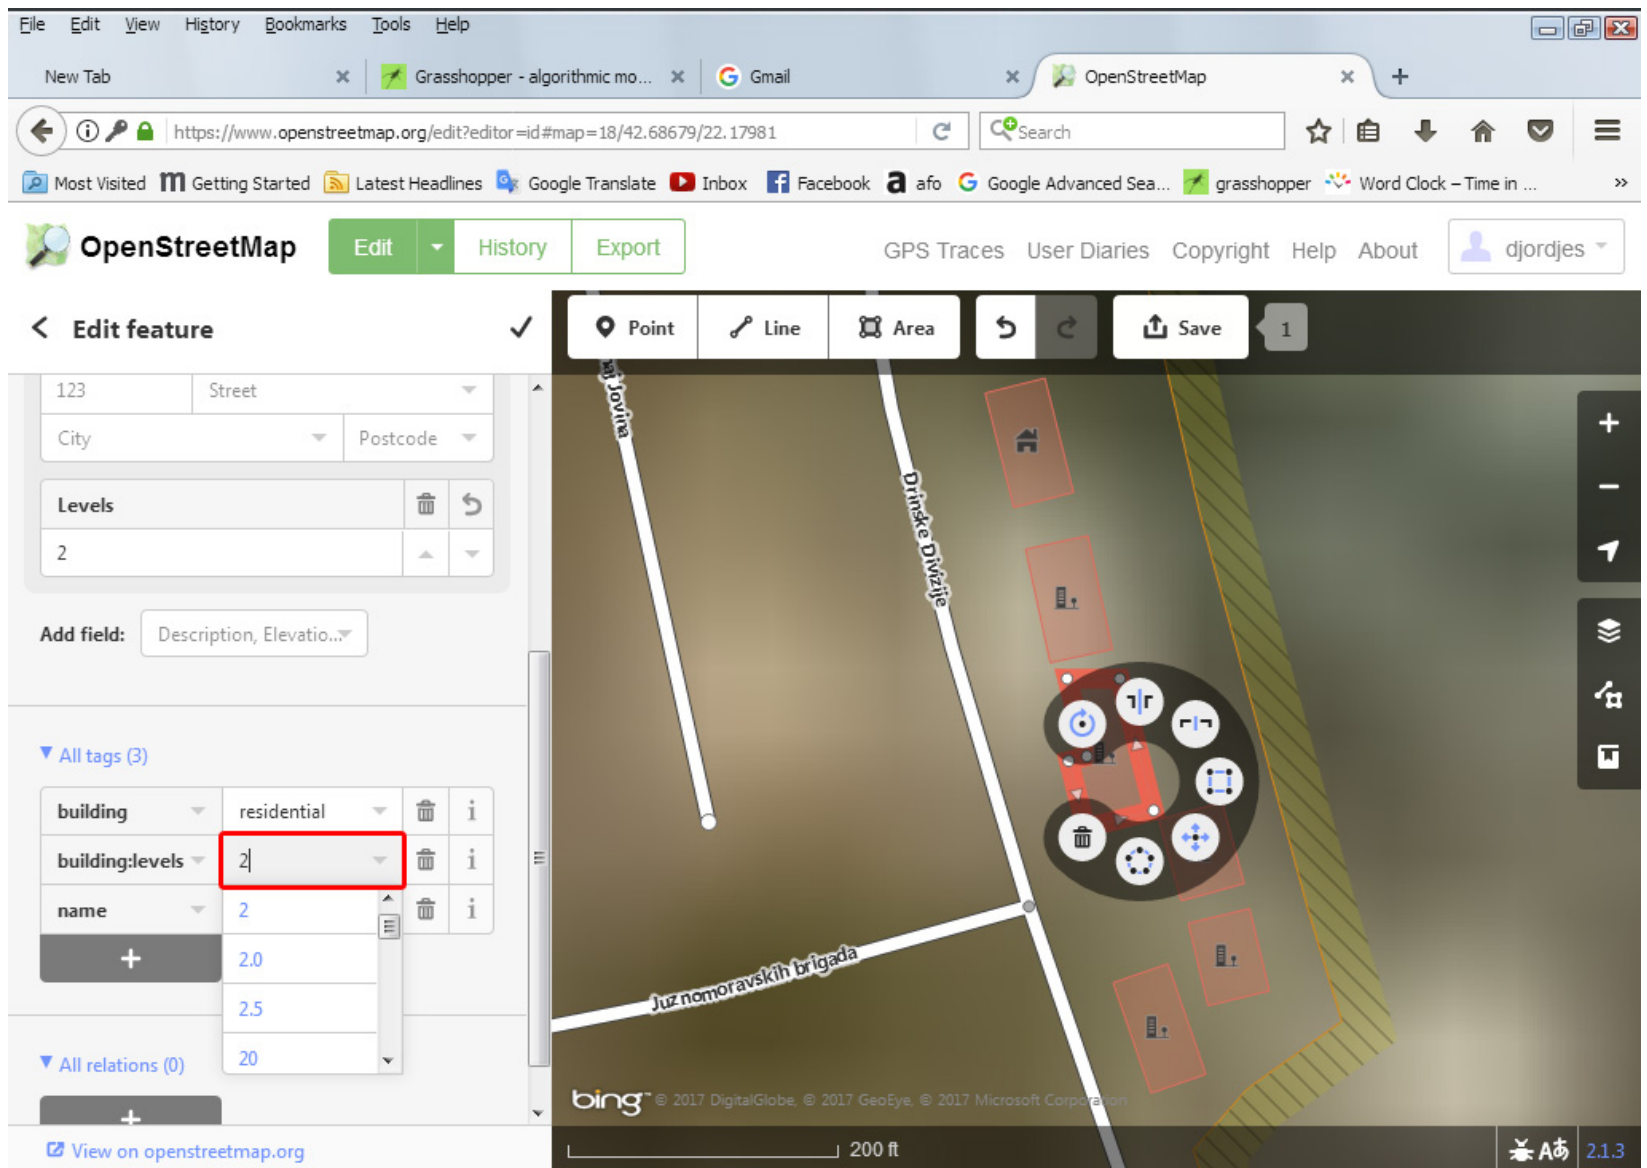 File Edit View History Bookmarks Tools Help
New Tab Grasshopper - algorithmic mo... Gmail OpenStreetMap
https://www.openstreetmap.org/edit?editor=id#map=18/42.68679/22.17981 Search
Most Visited Getting Started Latest Headlines Google Translate Inbox Facebook afo Google Advanced Sea... grasshopper Word Clock – Time in ... »
OpenStreetMap Edit History Export GPS Traces User Diaries Copyright Help About djordjes
Edit feature Point Line Area Save 1
123 Street
City Postcode
Levels
2
Add field: Description, Elevatio...
All tags (3)
building residential
building:levels 2
name
2
2.0
2.5
20
All relations (0)
View on openstreetmap.org
Drinske Divizije
Juznomoravskih brigada
bing © 2017 DigitalGlobe, © 2017 GeoEye, © 2017 Microsoft Corporation
200 ft
Aあ 2.1.3